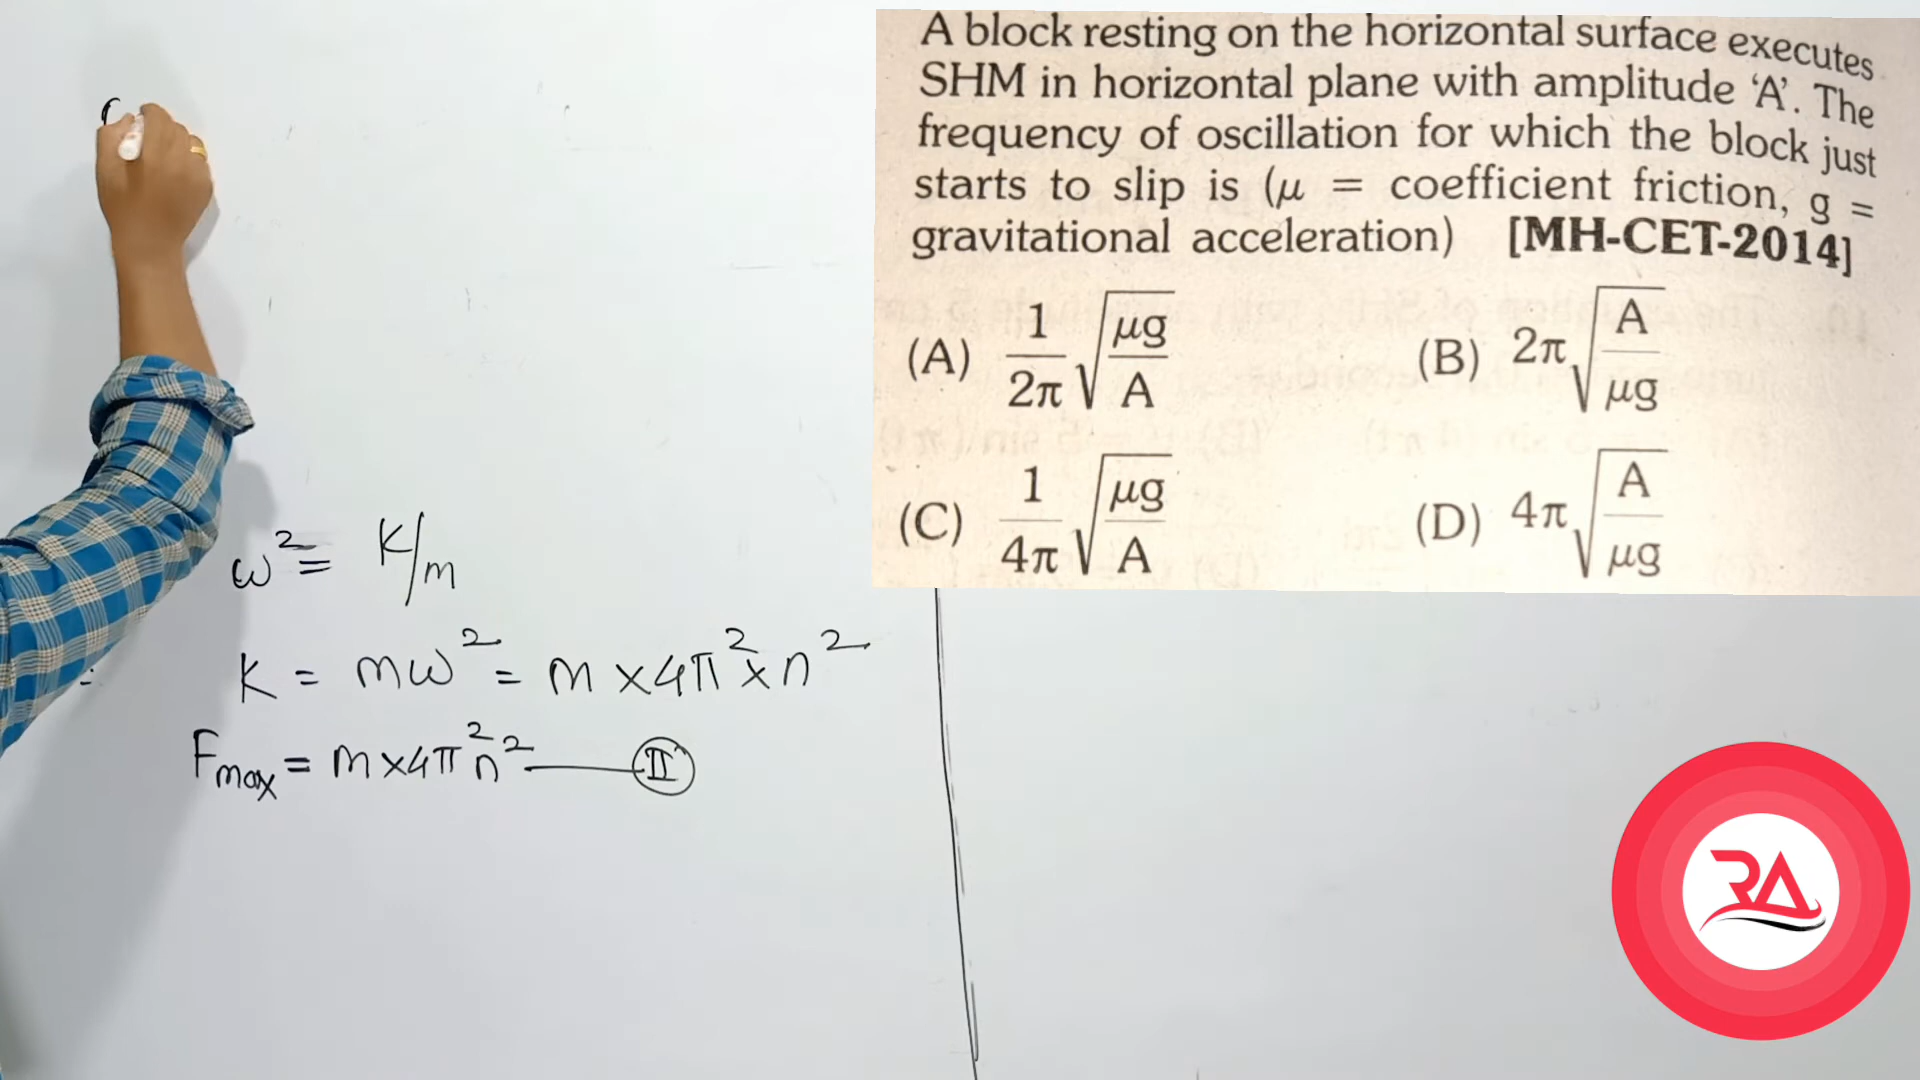 A block resting on the horizontal surface executes
SHM in horizontal plane with amplitude ‘A’. The
frequency of oscillation for which the block just
starts to slip is (μ = coefficient friction, g =
gravitational acceleration) [MH-CET-2014]
(A) 1/2π √(μg/A) (B) 2π √(A/μg)
(C) 1/4π √(μg/A) (D) 4π √(A/μg)
ω² = K/m
K = mω² = m × 4π² × n²
Fmax = m×4π²n² —— II
RA